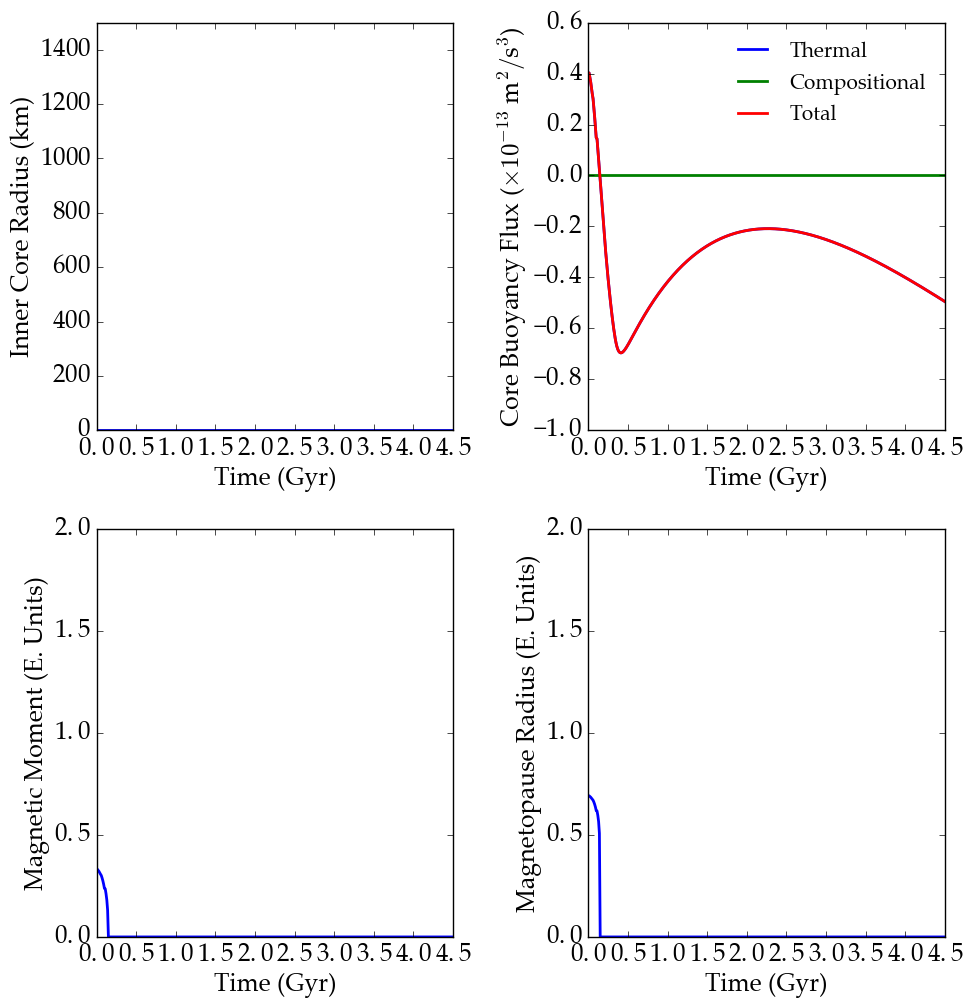 1400
1200
1000
800
600
400
200
0
Inner Core Radius (km)
0.0 0.5 1.0 1.5 2.0 2.5 3.0 3.5 4.0 4.5
Time (Gyr)
0.6
0.4
0.2
0.0
−0.2
−0.4
−0.6
−0.8
−1.0
Core Buoyancy Flux (×10⁻¹³ m²/s³)
Thermal
Compositional
Total
0.0 0.5 1.0 1.5 2.0 2.5 3.0 3.5 4.0 4.5
Time (Gyr)
2.0
1.5
1.0
0.5
0.0
Magnetic Moment (E. Units)
0.0 0.5 1.0 1.5 2.0 2.5 3.0 3.5 4.0 4.5
Time (Gyr)
2.0
1.5
1.0
0.5
0.0
Magnetopause Radius (E. Units)
0.0 0.5 1.0 1.5 2.0 2.5 3.0 3.5 4.0 4.5
Time (Gyr)